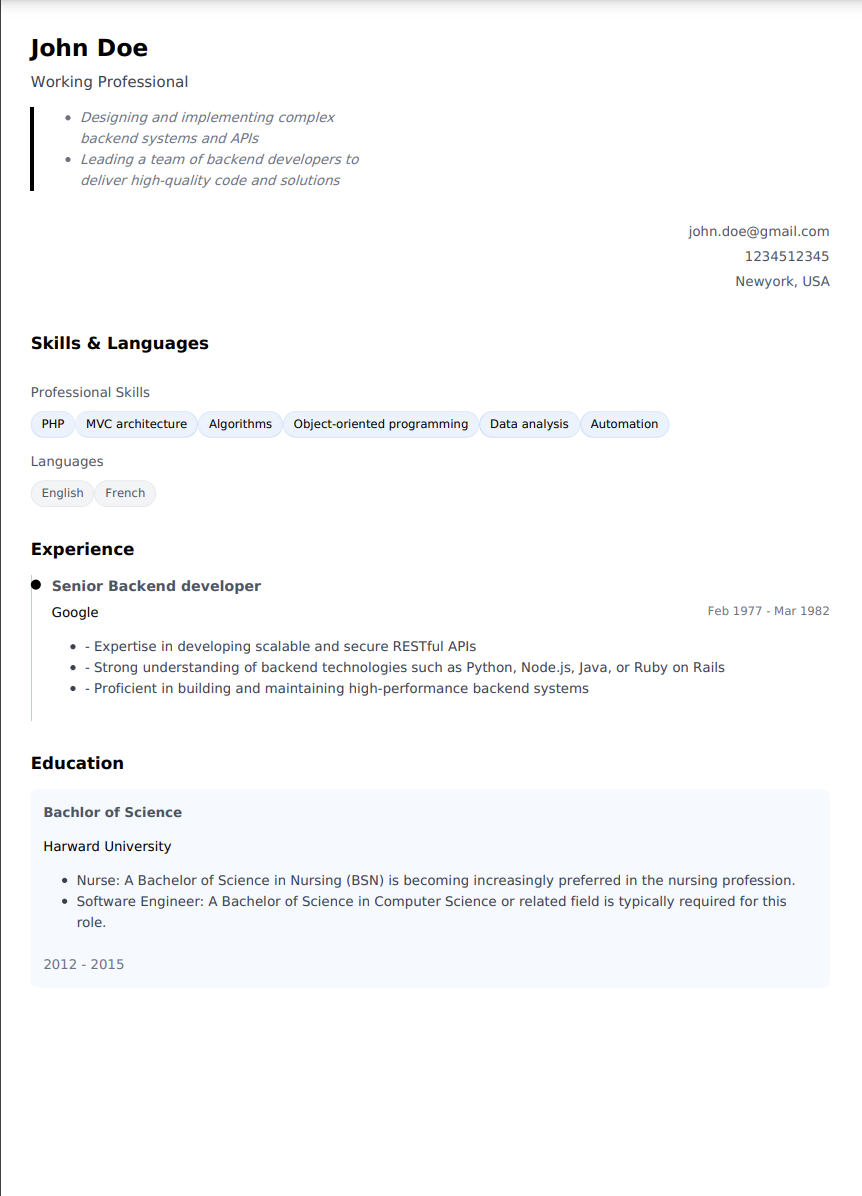 John Doe
Working Professional
• Designing and implementing complex
backend systems and APIs
• Leading a team of backend developers to
deliver high-quality code and solutions
john.doe@gmail.com
1234512345
Newyork, USA
Skills & Languages
Professional Skills
PHP MVC architecture Algorithms Object-oriented programming Data analysis Automation
Languages
English French
Experience
Senior Backend developer
Google Feb 1977 - Mar 1982
• - Expertise in developing scalable and secure RESTful APIs
• - Strong understanding of backend technologies such as Python, Node.js, Java, or Ruby on Rails
• - Proficient in building and maintaining high-performance backend systems
Education
Bachlor of Science
Harward University
• Nurse: A Bachelor of Science in Nursing (BSN) is becoming increasingly preferred in the nursing profession.
• Software Engineer: A Bachelor of Science in Computer Science or related field is typically required for this
role.
2012 - 2015